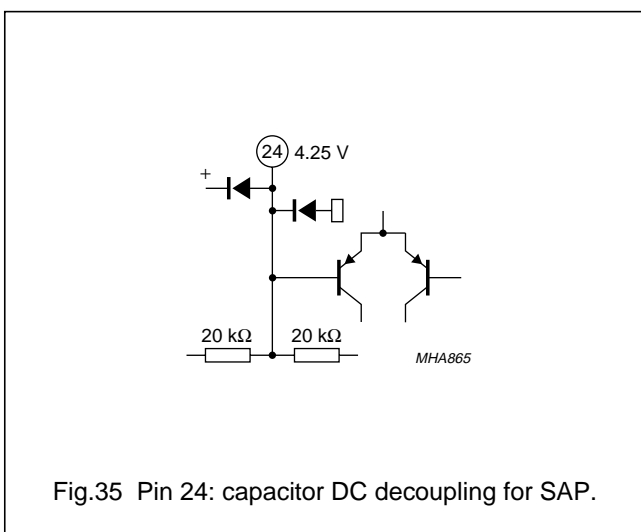 24 4.25 V
+
20 kΩ 20 kΩ
MHA865
Fig.35 Pin 24: capacitor DC decoupling for SAP.